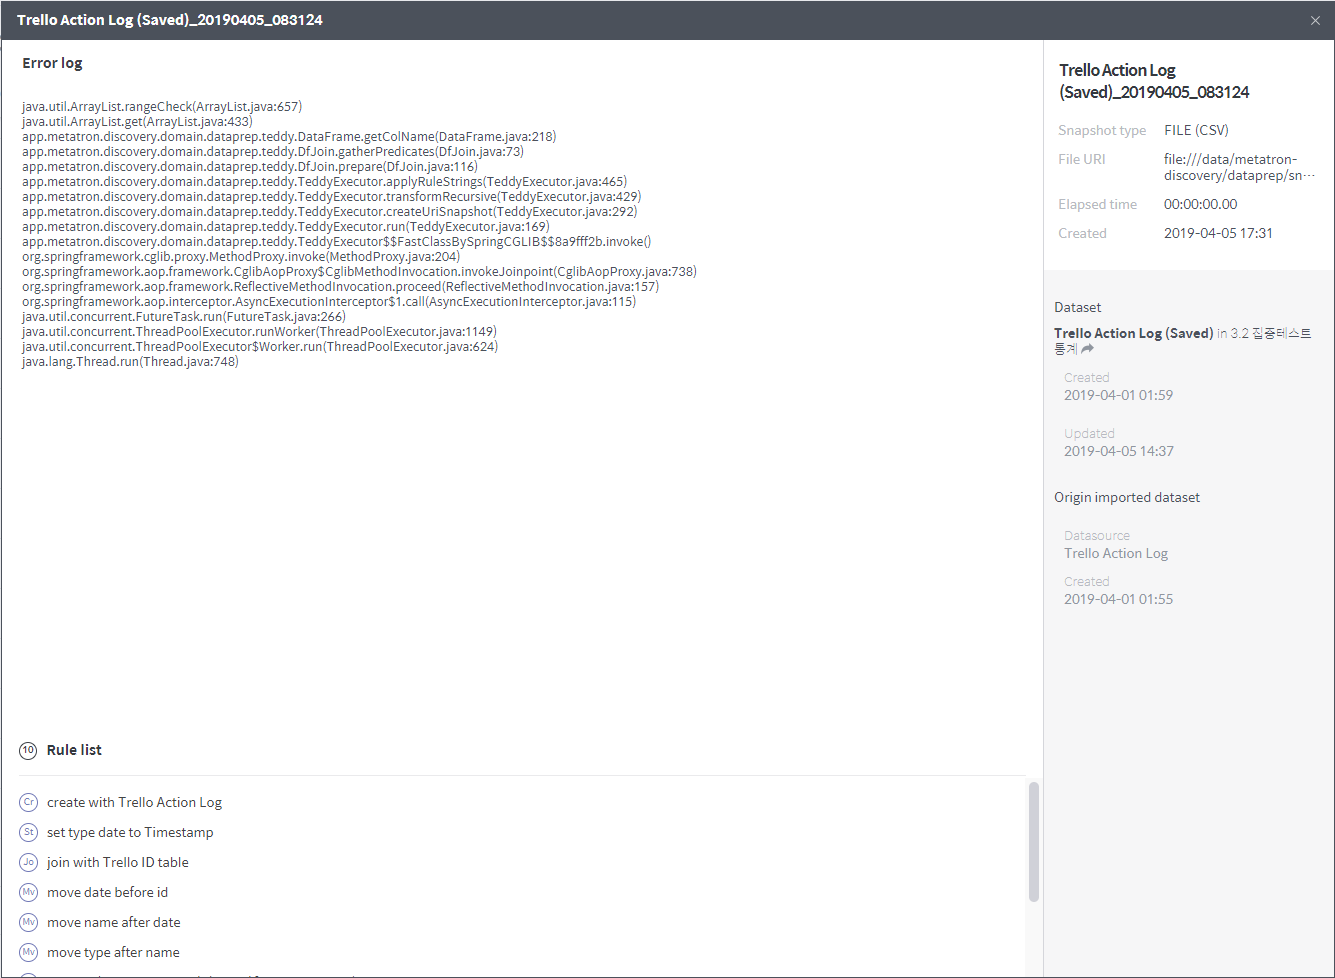 Trello Action Log (Saved)_20190405_083124
Error log
java.util.ArrayList.rangeCheck(ArrayList.java:657)
java.util.ArrayList.get(ArrayList.java:433)
app.metatron.discovery.domain.dataprep.teddy.DataFrame.getColName(DataFrame.java:218)
app.metatron.discovery.domain.dataprep.teddy.DfJoin.gatherPredicates(DfJoin.java:73)
app.metatron.discovery.domain.dataprep.teddy.DfJoin.prepare(DfJoin.java:116)
app.metatron.discovery.domain.dataprep.teddy.TeddyExecutor.applyRuleStrings(TeddyExecutor.java:465)
app.metatron.discovery.domain.dataprep.teddy.TeddyExecutor.transformRecursive(TeddyExecutor.java:429)
app.metatron.discovery.domain.dataprep.teddy.TeddyExecutor.createUriSnapshot(TeddyExecutor.java:292)
app.metatron.discovery.domain.dataprep.teddy.TeddyExecutor.run(TeddyExecutor.java:169)
app.metatron.discovery.domain.dataprep.teddy.TeddyExecutor$$FastClassBySpringCGLIB$$8a9fff2b.invoke()
org.springframework.cglib.proxy.MethodProxy.invoke(MethodProxy.java:204)
org.springframework.aop.framework.CglibAopProxy$CglibMethodInvocation.invokeJoinpoint(CglibAopProxy.java:738)
org.springframework.aop.framework.ReflectiveMethodInvocation.proceed(ReflectiveMethodInvocation.java:157)
org.springframework.aop.interceptor.AsyncExecutionInterceptor$1.call(AsyncExecutionInterceptor.java:115)
java.util.concurrent.FutureTask.run(FutureTask.java:266)
java.util.concurrent.ThreadPoolExecutor.runWorker(ThreadPoolExecutor.java:1149)
java.util.concurrent.ThreadPoolExecutor$Worker.run(ThreadPoolExecutor.java:624)
java.lang.Thread.run(Thread.java:748)
10 Rule list
Cr create with Trello Action Log
St set type date to Timestamp
Jo join with Trello ID table
Mv move date before id
Mv move name after date
Mv move type after name
Trello Action Log
(Saved)_20190405_083124
Snapshot type FILE (CSV)
File URI file:///data/metatron-
discovery/dataprep/sn···
Elapsed time 00:00:00.00
Created 2019-04-05 17:31
Dataset
Trello Action Log (Saved) in 3.2 집중테스트
통계
Created
2019-04-01 01:59
Updated
2019-04-05 14:37
Origin imported dataset
Datasource
Trello Action Log
Created
2019-04-01 01:55